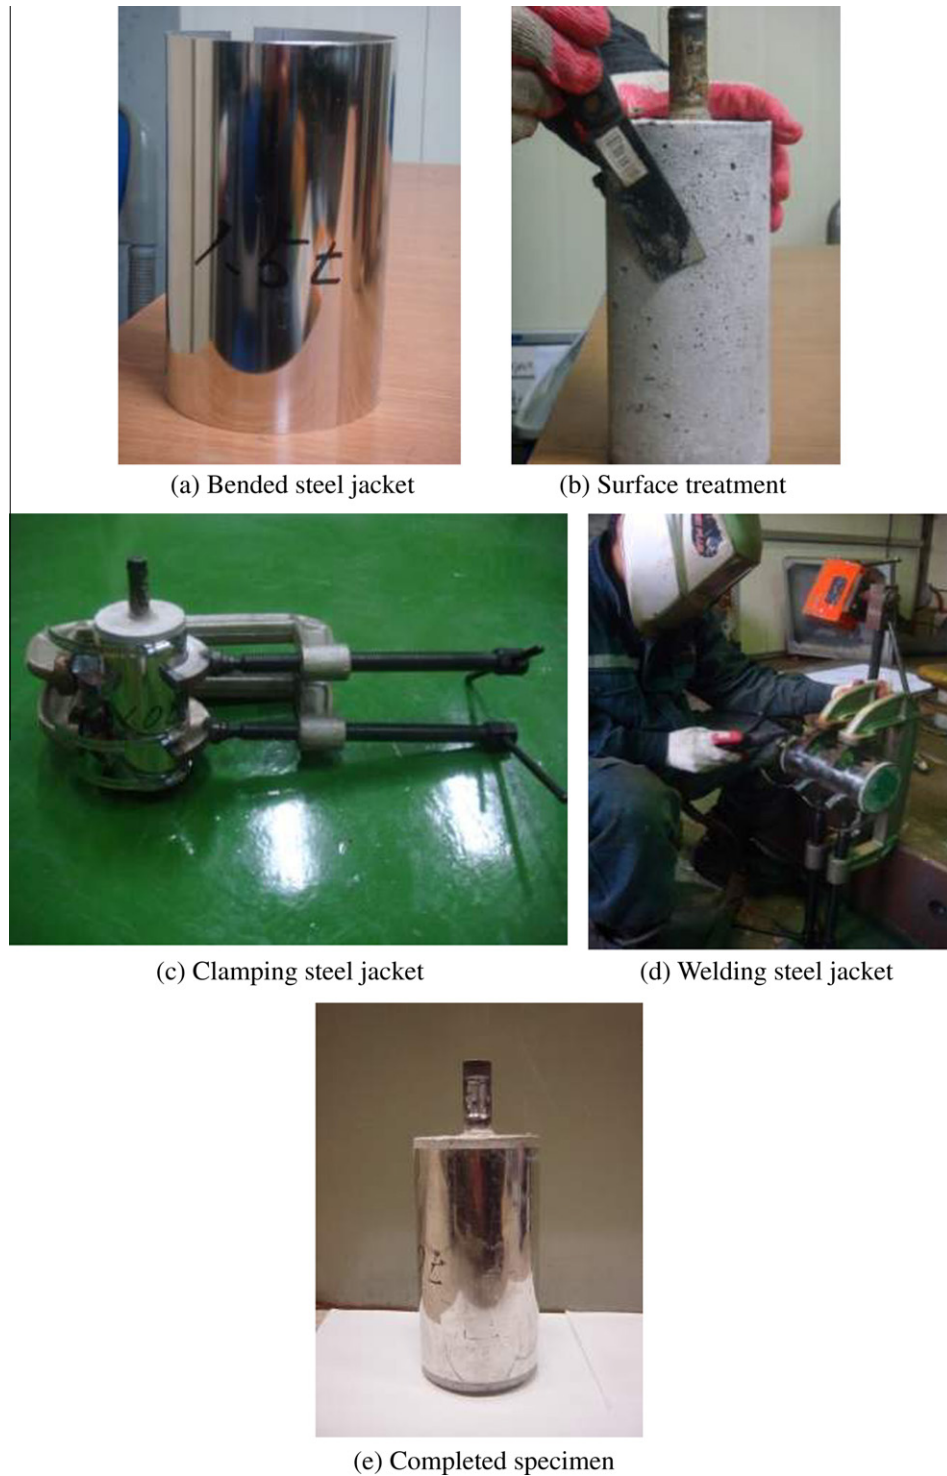 1.5t
(a) Bended steel jacket
(b) Surface treatment
(c) Clamping steel jacket
(d) Welding steel jacket
(e) Completed specimen